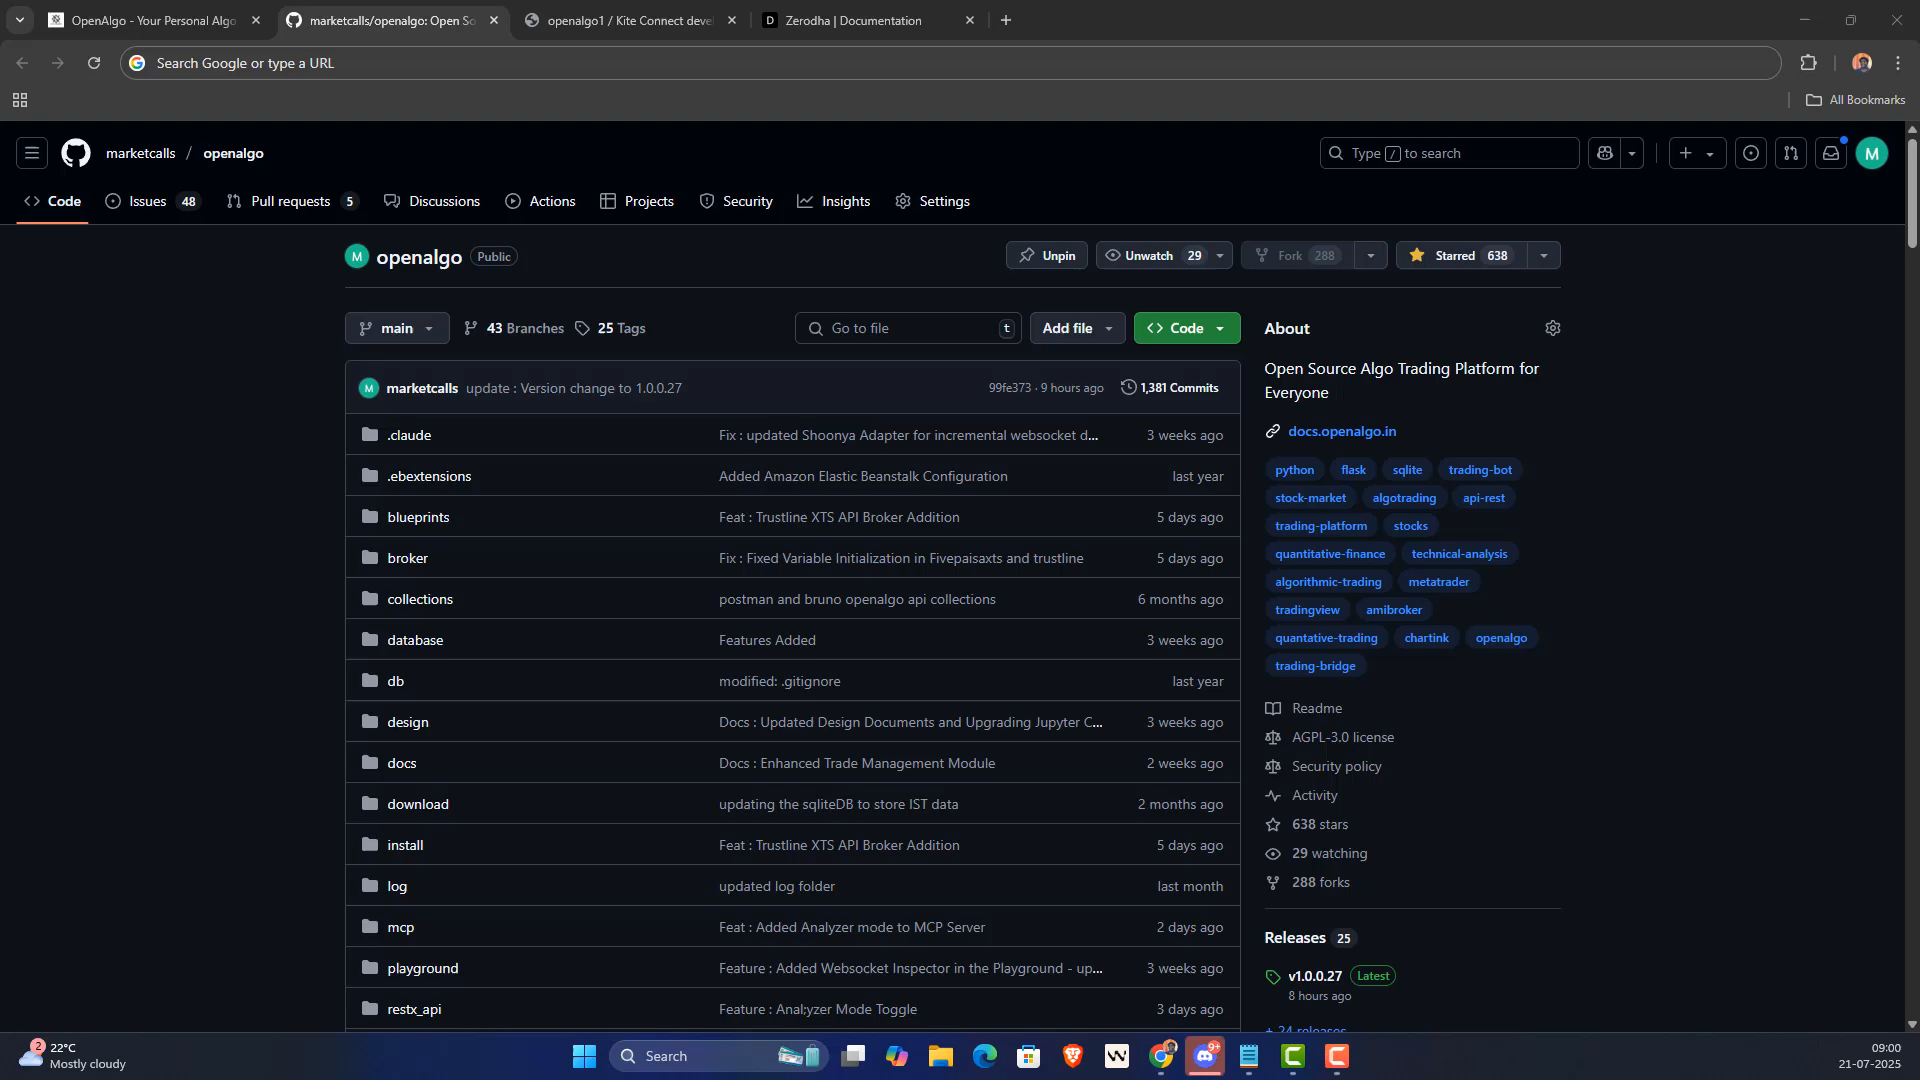 OpenAlgo - Your Personal Algo
marketcalls/openalgo: Open So
openalgo1 / Kite Connect deve
Zerodha | Documentation
Search Google or type a URL
All Bookmarks
marketcalls / openalgo
Type / to search
M
Code
Issues 48
Pull requests 5
Discussions
Actions
Projects
Security
Insights
Settings
M openalgo Public
Unpin
Unwatch 29
Fork 288
Starred 638
main
43 Branches
25 Tags
Go to file t
Add file
Code
About
Open Source Algo Trading Platform for
Everyone
docs.openalgo.in
python flask sqlite trading-bot
stock-market algotrading api-rest
trading-platform stocks
quantitative-finance technical-analysis
algorithmic-trading metatrader
tradingview amibroker
quantative-trading chartink openalgo
trading-bridge
Readme
AGPL-3.0 license
Security policy
Activity
638 stars
29 watching
288 forks
Releases 25
v1.0.0.27 Latest
8 hours ago
+ 24 releases
M marketcalls update : Version change to 1.0.0.27 99fe373 · 9 hours ago 1,381 Commits
.claude Fix : updated Shoonya Adapter for incremental websocket d... 3 weeks ago
.ebextensions Added Amazon Elastic Beanstalk Configuration last year
blueprints Feat : Trustline XTS API Broker Addition 5 days ago
broker Fix : Fixed Variable Initialization in Fivepaisaxts and trustline 5 days ago
collections postman and bruno openalgo api collections 6 months ago
database Features Added 3 weeks ago
db modified: .gitignore last year
design Docs : Updated Design Documents and Upgrading Jupyter C... 3 weeks ago
docs Docs : Enhanced Trade Management Module 2 weeks ago
download updating the sqliteDB to store IST data 2 months ago
install Feat : Trustline XTS API Broker Addition 5 days ago
log updated log folder last month
mcp Feat : Added Analyzer mode to MCP Server 2 days ago
playground Feature : Added Websocket Inspector in the Playground - up... 3 weeks ago
restx_api Feature : Anal;yzer Mode Toggle 3 days ago
2
22°C
Mostly cloudy
Search
9+
09:00
21-07-2025